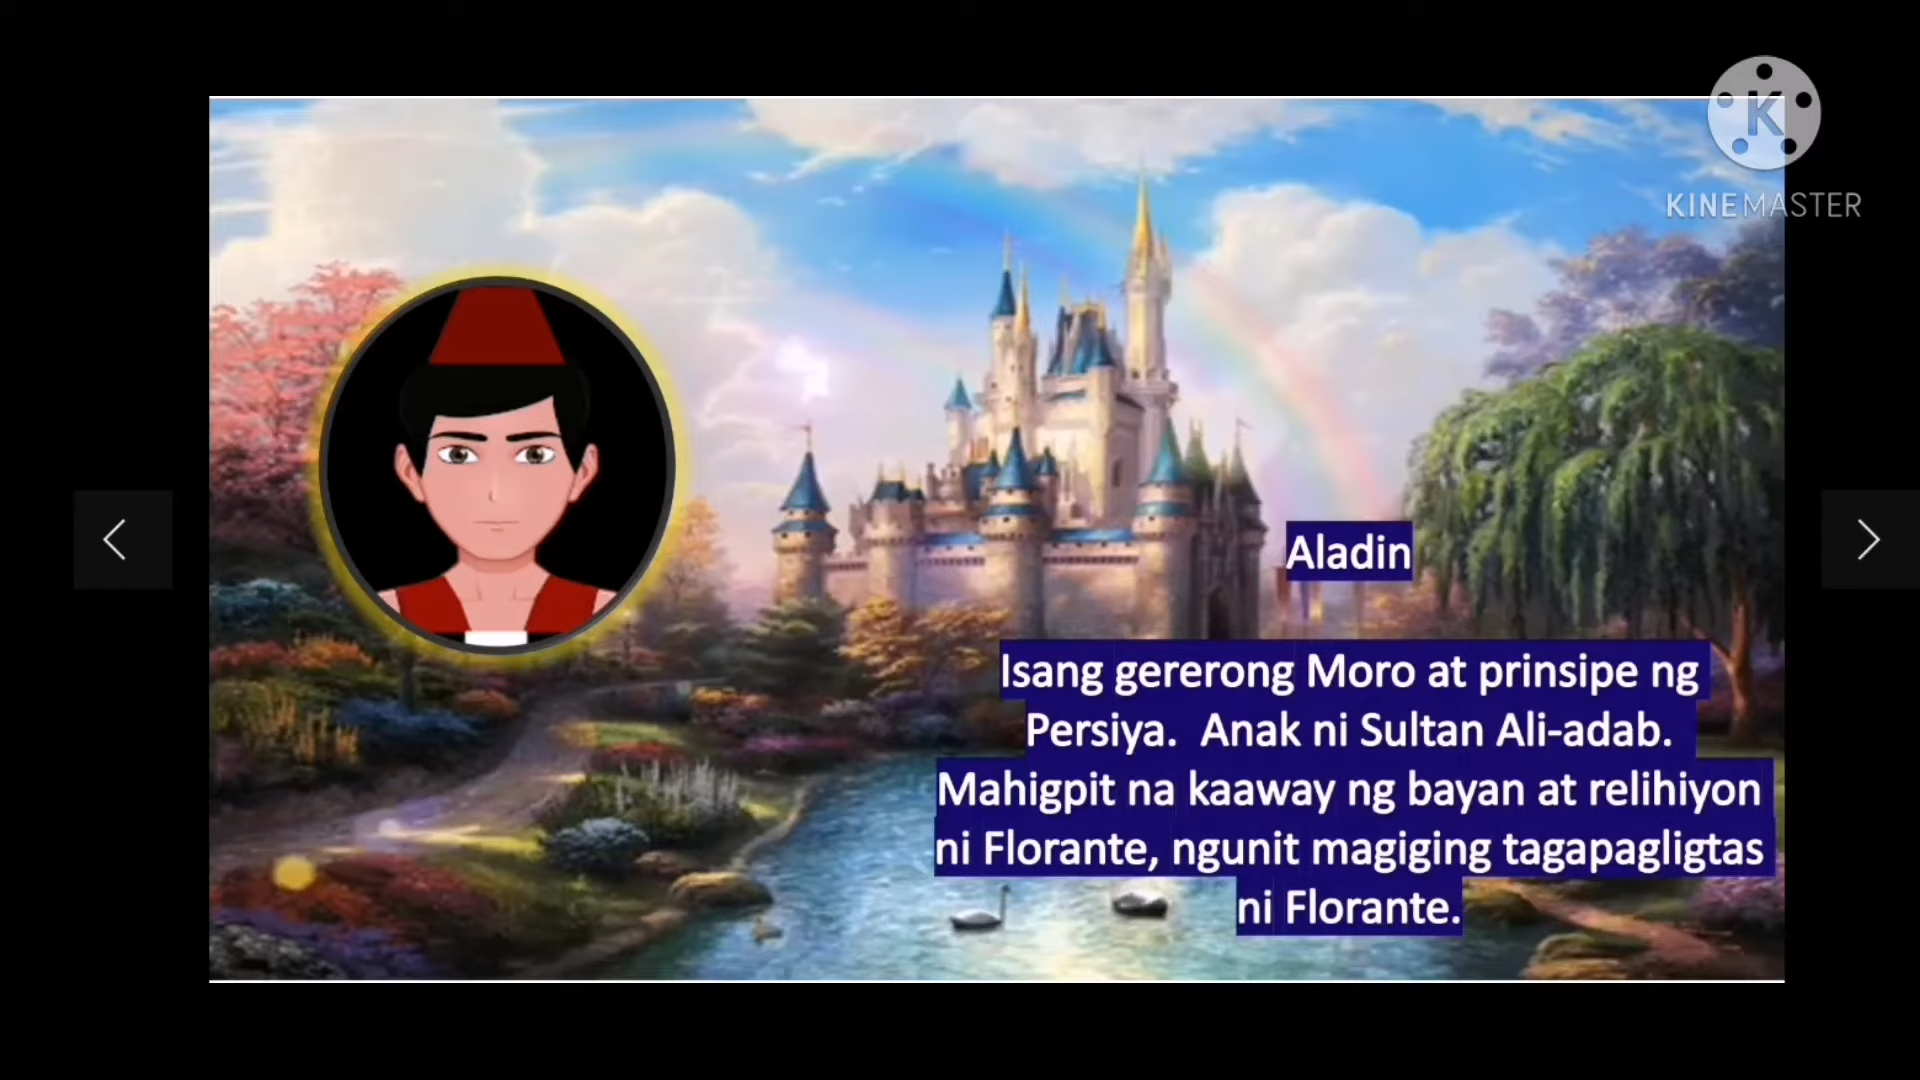 K
KINEMASTER
Aladin
Isang gererong Moro at prinsipe ng
Persiya. Anak ni Sultan Ali-adab.
Mahigpit na kaaway ng bayan at relihiyon
ni Florante, ngunit magiging tagapagligtas
ni Florante.